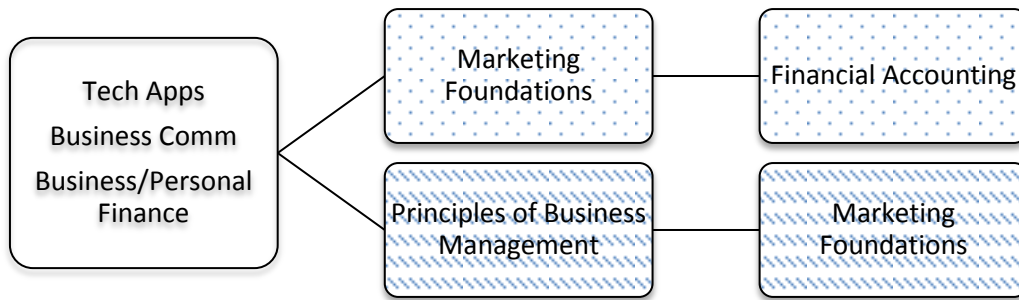 Tech Apps
Business Comm
Business/Personal
Finance
Marketing
Foundations
Financial Accounting
Principles of Business
Management
Marketing
Foundations